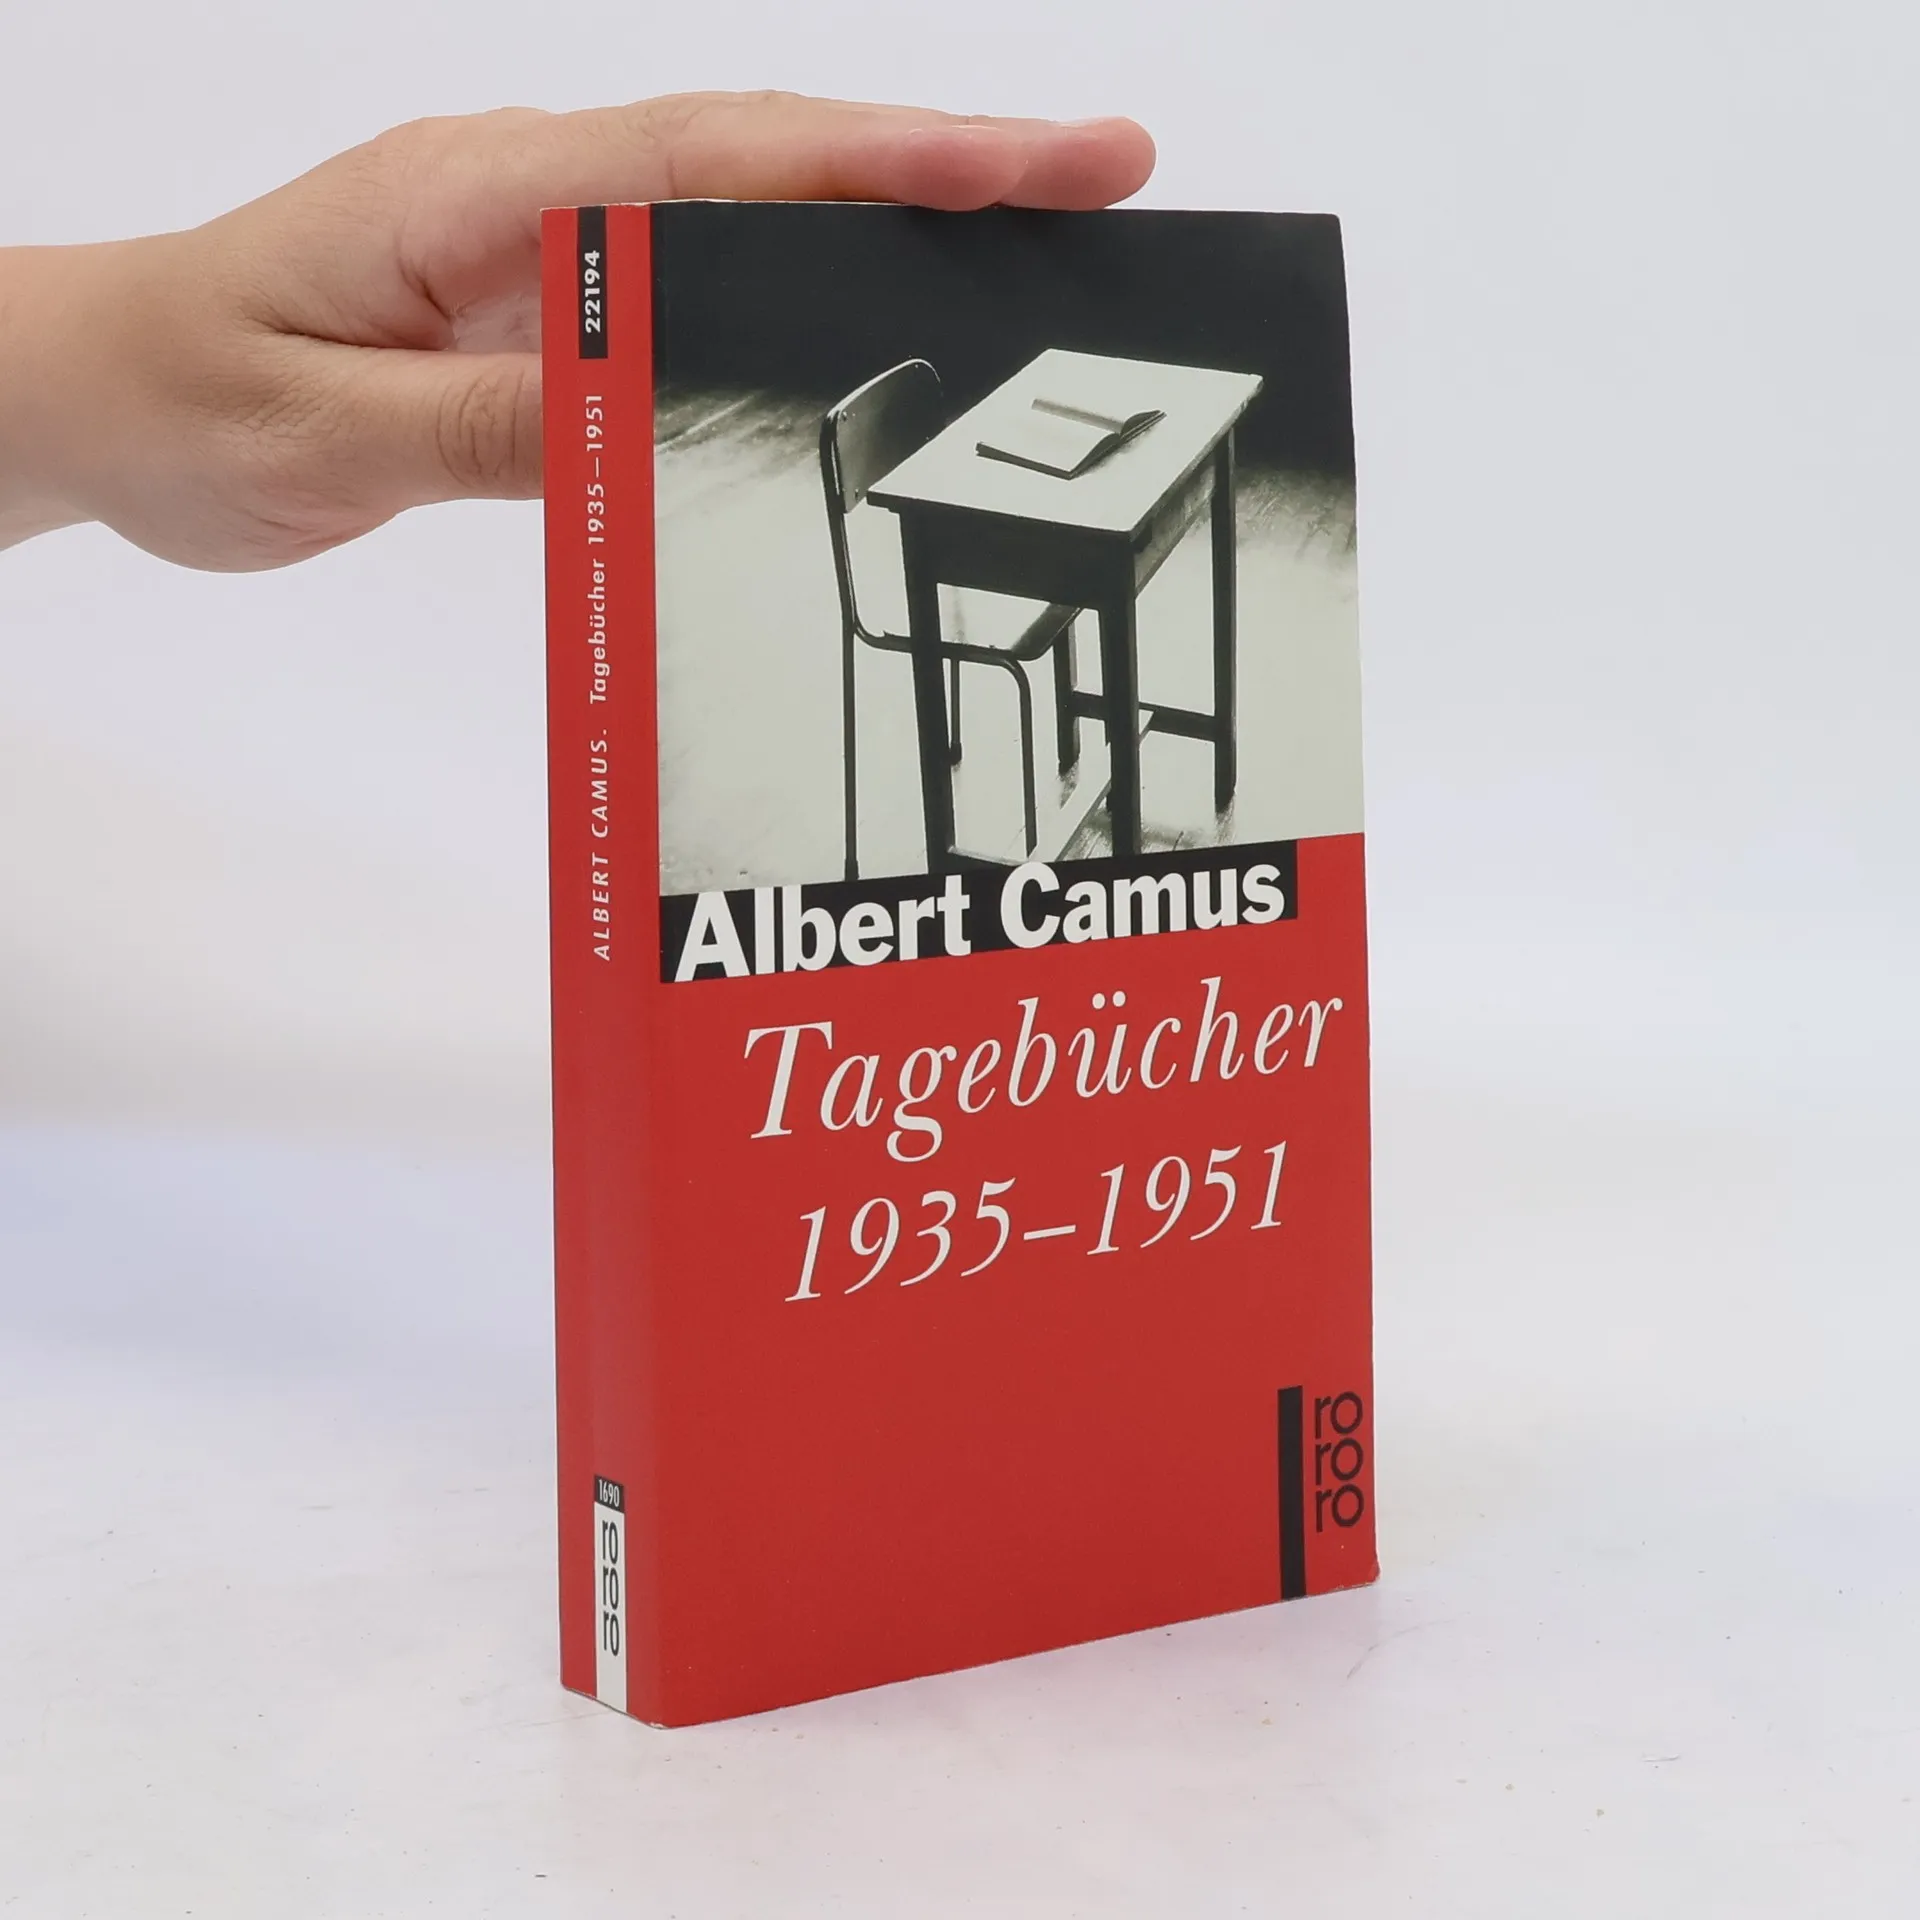 22194
ALBERT CAMUS. Tagebücher 1935–1951
1690
ro
ro
ro
Albert Camus
Tagebücher
1935–1951
ro
ro
ro